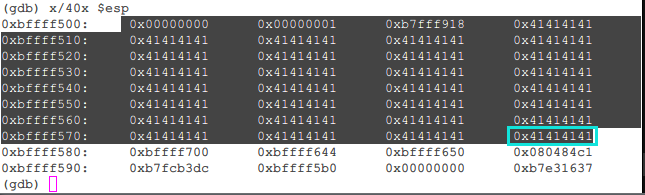 (gdb) x/40x $esp
0xbffff500: 0x00000000 0x00000001 0xb7fff918 0x41414141
0xbffff510: 0x41414141 0x41414141 0x41414141 0x41414141
0xbffff520: 0x41414141 0x41414141 0x41414141 0x41414141
0xbffff530: 0x41414141 0x41414141 0x41414141 0x41414141
0xbffff540: 0x41414141 0x41414141 0x41414141 0x41414141
0xbffff550: 0x41414141 0x41414141 0x41414141 0x41414141
0xbffff560: 0x41414141 0x41414141 0x41414141 0x41414141
0xbffff570: 0x41414141 0x41414141 0x41414141 0x41414141
0xbffff580: 0xbffff700 0xbffff644 0xbffff650 0x080484c1
0xbffff590: 0xb7fcb3dc 0xbffff5b0 0x00000000 0xb7e31637
(gdb)